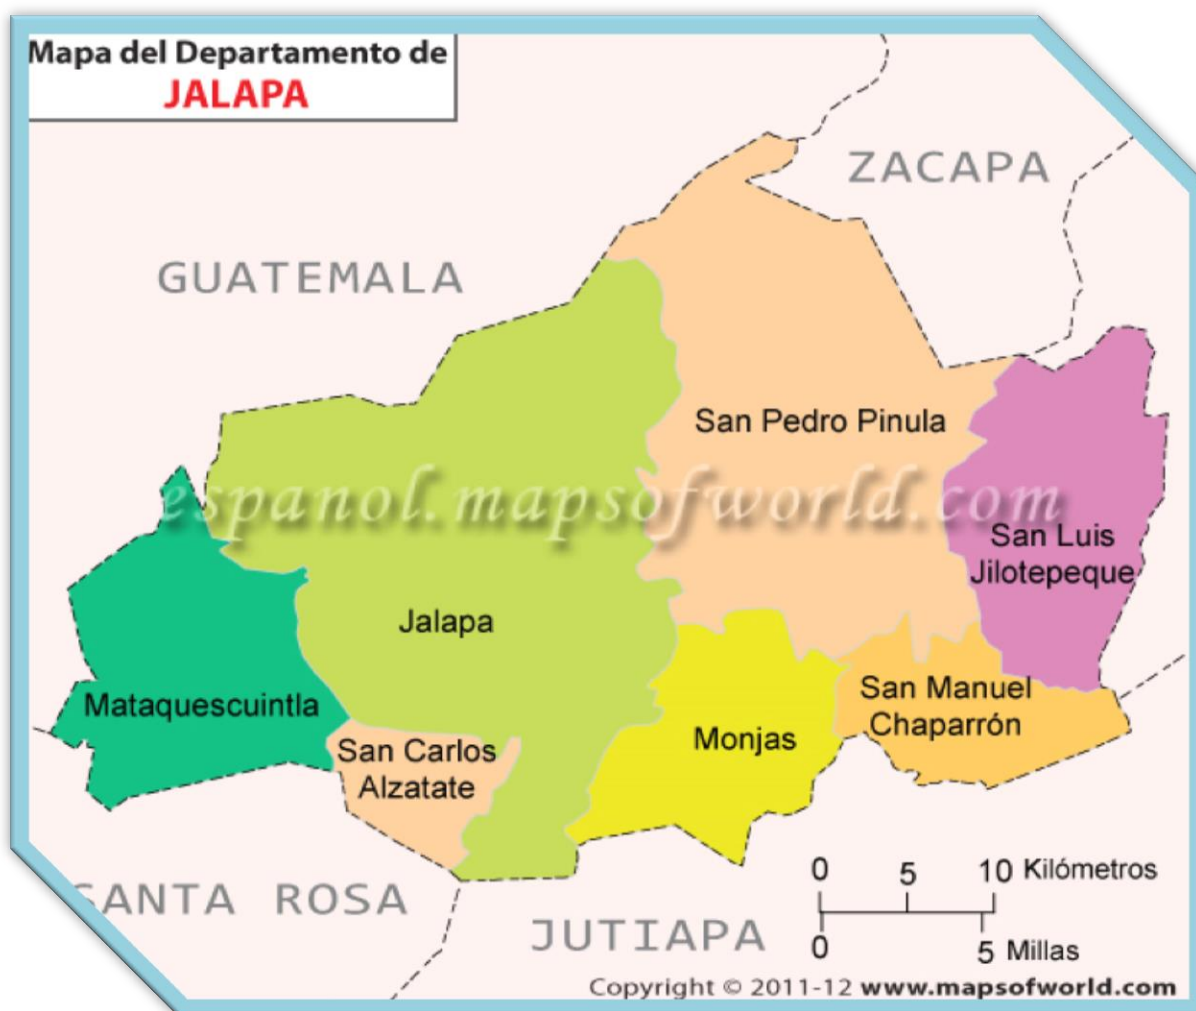 Mapa del Departamento de
JALAPA
ZACAPA
GUATEMALA
San Pedro Pinula
espanol.mapsofworld.com
San Luis
Jilotepeque
Jalapa
San Manuel
Chaparrón
Mataquescuintla
Monjas
San Carlos
Alzatate
0 5 10 Kilómetros
SANTA ROSA
JUTIAPA
0 5 Millas
Copyright © 2011-12 www.mapsofworld.com